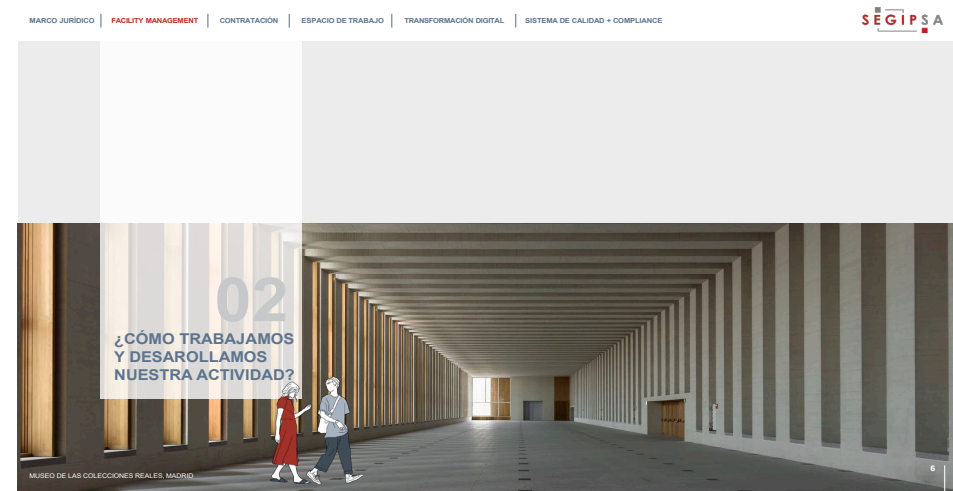 MARCO JURÍDICO FACILITY MANAGEMENT CONTRATACIÓN ESPACIO DE TRABAJO TRANSFORMACIÓN DIGITAL SISTEMA DE CALIDAD + COMPLIANCE
SEGIPSA
02
¿CÓMO TRABAJAMOS
Y DESAROLLAMOS
NUESTRA ACTIVIDAD?
MUSEO DE LAS COLECCIONES REALES, MADRID
6